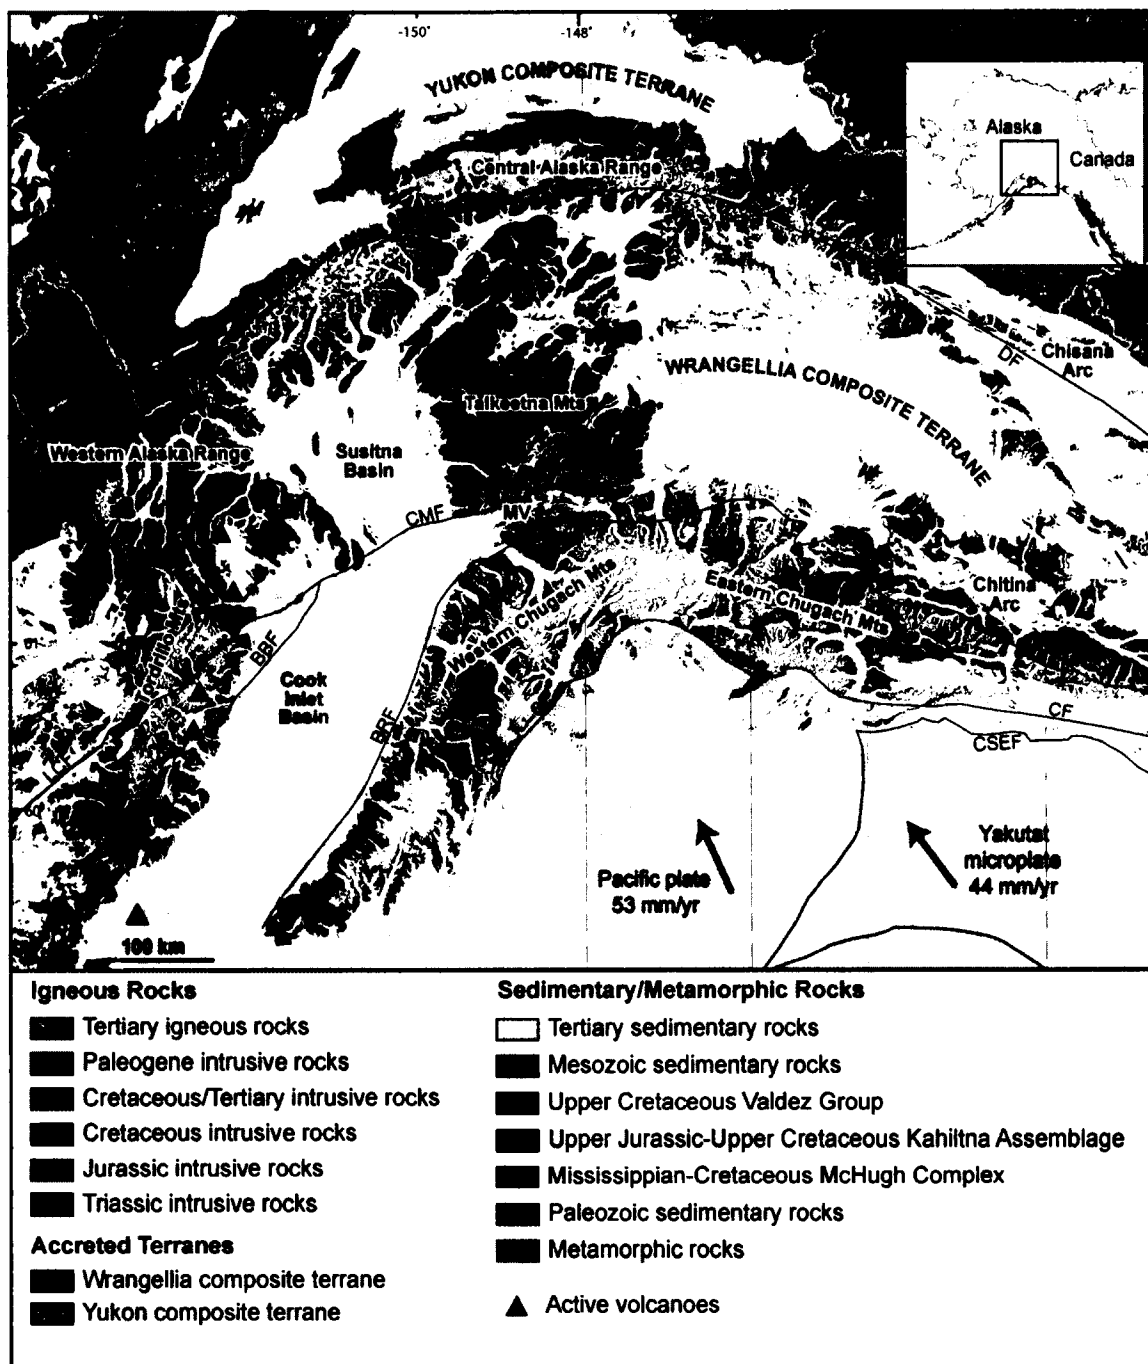 -150°
-148°
YUKON COMPOSITE TERRANE
Central Alaska Range
Alaska
Canada
DF
Chisana
Arc
WRANGELLIA COMPOSITE TERRANE
Talkeetna Mts
Western Alaska Range
Susitna
Basin
CMF
MV
Western Chugach Mts
Eastern Chugach Mts
Chitina
Arc
BBF
Cook
Inlet
Basin
BRF
LCF
CF
CSEF
Pacific plate
53 mm/yr
Yakutat
microplate
44 mm/yr
100 km
Igneous Rocks
Tertiary igneous rocks
Paleogene intrusive rocks
Cretaceous/Tertiary intrusive rocks
Cretaceous intrusive rocks
Jurassic intrusive rocks
Triassic intrusive rocks
Accreted Terranes
Wrangellia composite terrane
Yukon composite terrane
Sedimentary/Metamorphic Rocks
Tertiary sedimentary rocks
Mesozoic sedimentary rocks
Upper Cretaceous Valdez Group
Upper Jurassic-Upper Cretaceous Kahiltna Assemblage
Mississippian-Cretaceous McHugh Complex
Paleozoic sedimentary rocks
Metamorphic rocks
Active volcanoes